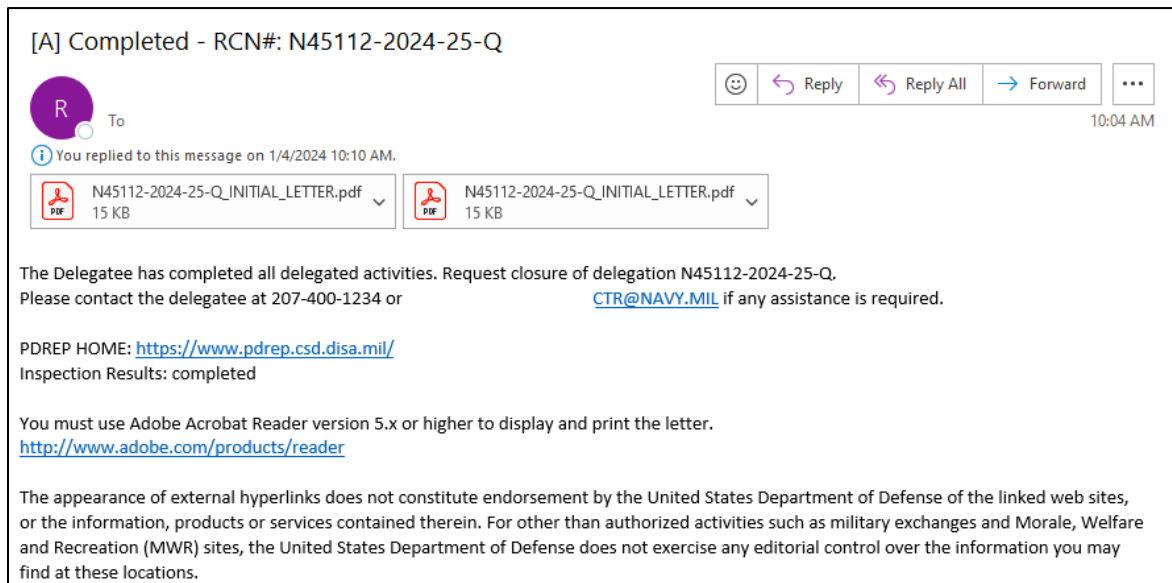 [A] Completed - RCN#: N45112-2024-25-Q
Reply
Reply All
Forward
R
To
10:04 AM
You replied to this message on 1/4/2024 10:10 AM.
N45112-2024-25-Q_INITIAL_LETTER.pdf
15 KB
N45112-2024-25-Q_INITIAL_LETTER.pdf
15 KB
PDF
PDF
The Delegatee has completed all delegated activities. Request closure of delegation N45112-2024-25-Q.
Please contact the delegatee at 207-400-1234 or CTR@NAVY.MIL if any assistance is required.
PDREP HOME: https://www.pdrep.csd.disa.mil/
Inspection Results: completed
You must use Adobe Acrobat Reader version 5.x or higher to display and print the letter.
http://www.adobe.com/products/reader
The appearance of external hyperlinks does not constitute endorsement by the United States Department of Defense of the linked web sites,
or the information, products or services contained therein. For other than authorized activities such as military exchanges and Morale, Welfare
and Recreation (MWR) sites, the United States Department of Defense does not exercise any editorial control over the information you may
find at these locations.